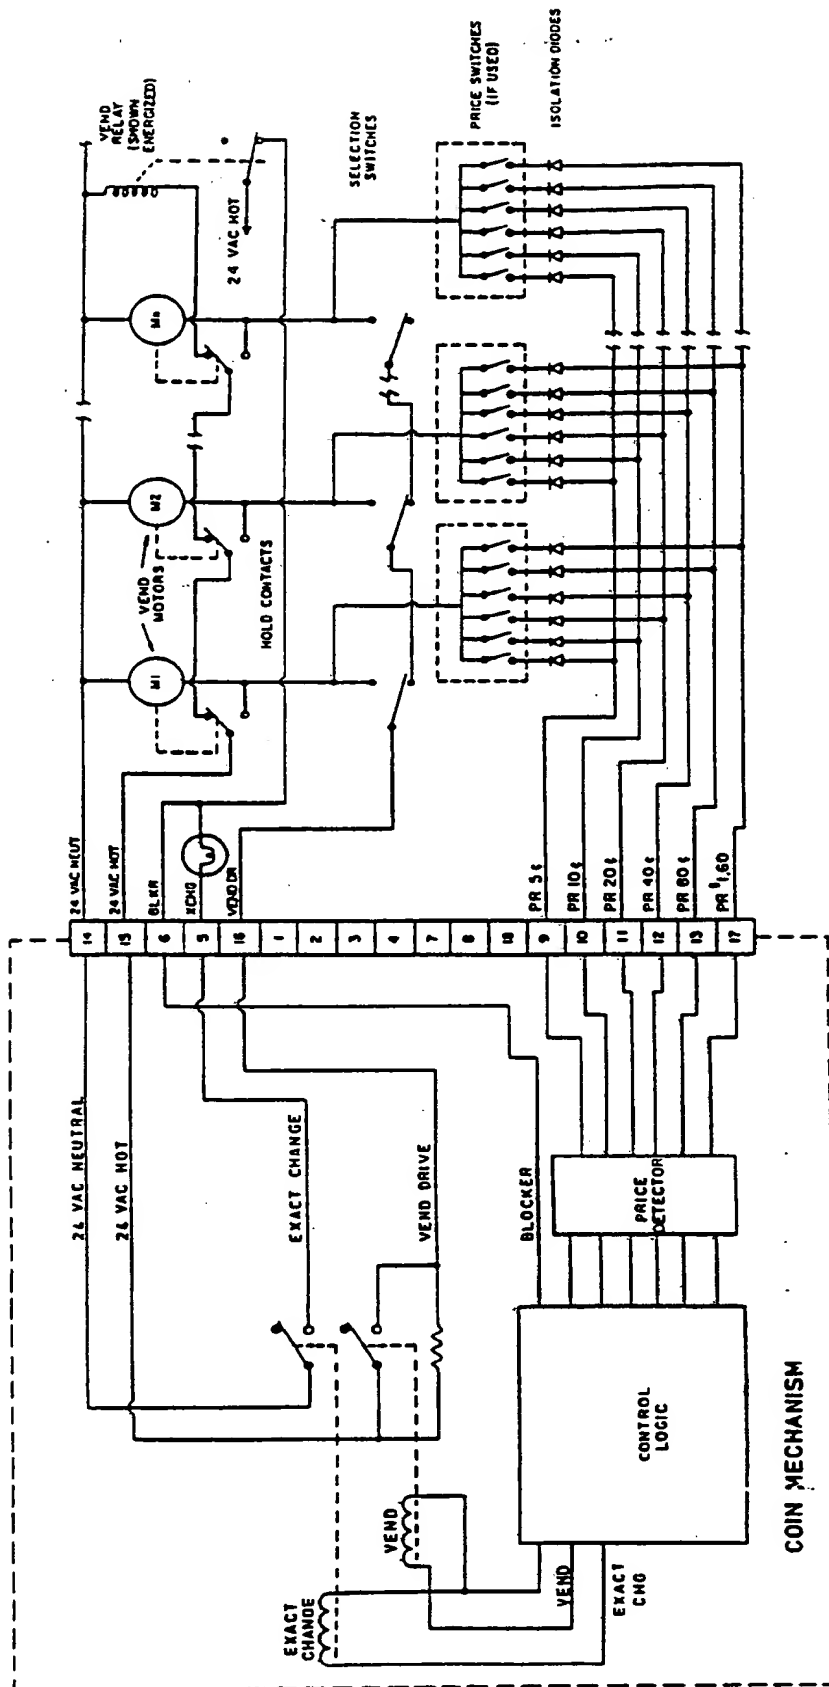 VEND
RELAY
(SHOWN
ENERGIZED)
24 VAC HOT
SELECTION
SWITCHES
PRICE SWITCHES
(IF USED)
ISOLATION DIODES
Mn
M2
M1
VEND
MOTORS
HOLD CONTACTS
24 VAC NEUT
24 VAC HOT
BLKR
XCHG
VEND DR
PR 5¢
PR 10¢
PR 20¢
PR 40¢
PR 80¢
PR $1.60
14
15
6
5
16
1
2
3
4
7
8
18
9
10
11
12
13
17
24 VAC NEUTRAL
24 VAC HOT
EXACT CHANGE
VEND DRIVE
BLOCKER
PRICE
DETECTOR
CONTROL
LOGIC
VEND
EXACT
CHANGE
VEND
EXACT
CHG
COIN MECHANISM